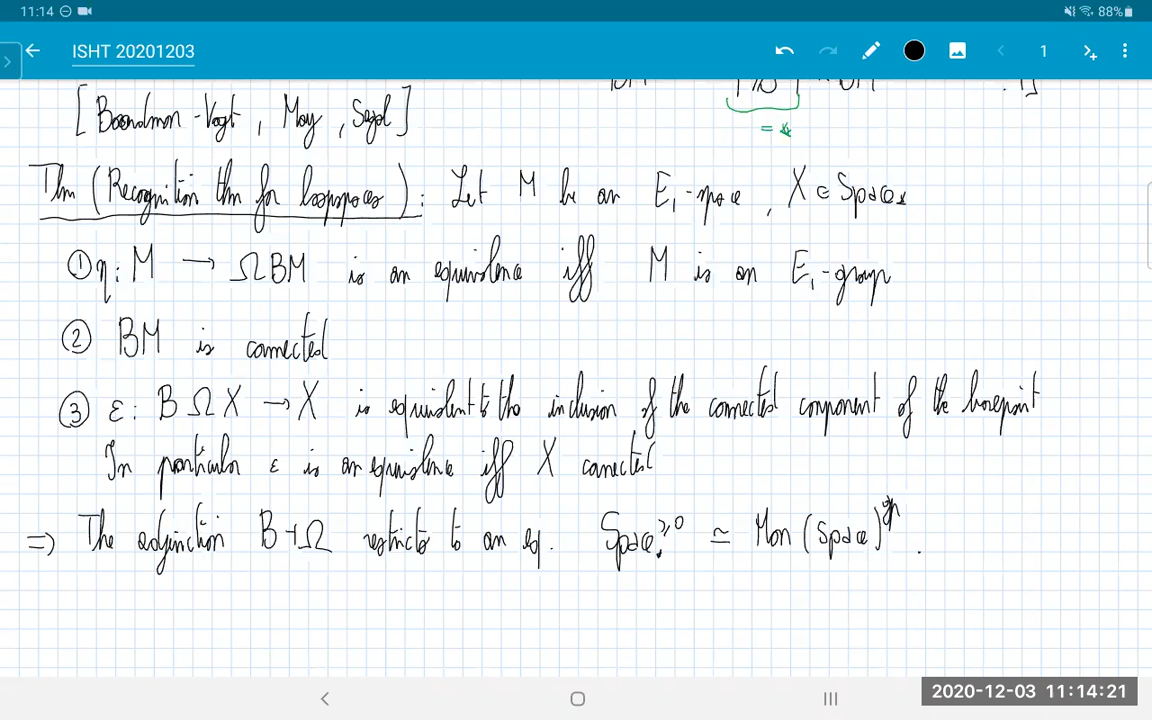 11:14 88%
ISHT 20201203 1
[Boardman-Vogt, May, Segal]
= *
Thm (Recognition thm for loopspaces): Let M be an E₁-space, X ∈ Space_*
① η: M → ΩBM is an equivalence iff M is an E₁-group
② BM is connected
③ ε: BΩX → X is equivalent to the inclusion of the connected component of the basepoint
In particular ε is an equivalence iff X connected
⇒ The adjunction B ⊣ Ω restricts to an eq. Space_*^{>0} ≃ Mon(Space)^{gp}.
2020-12-03 11:14:21